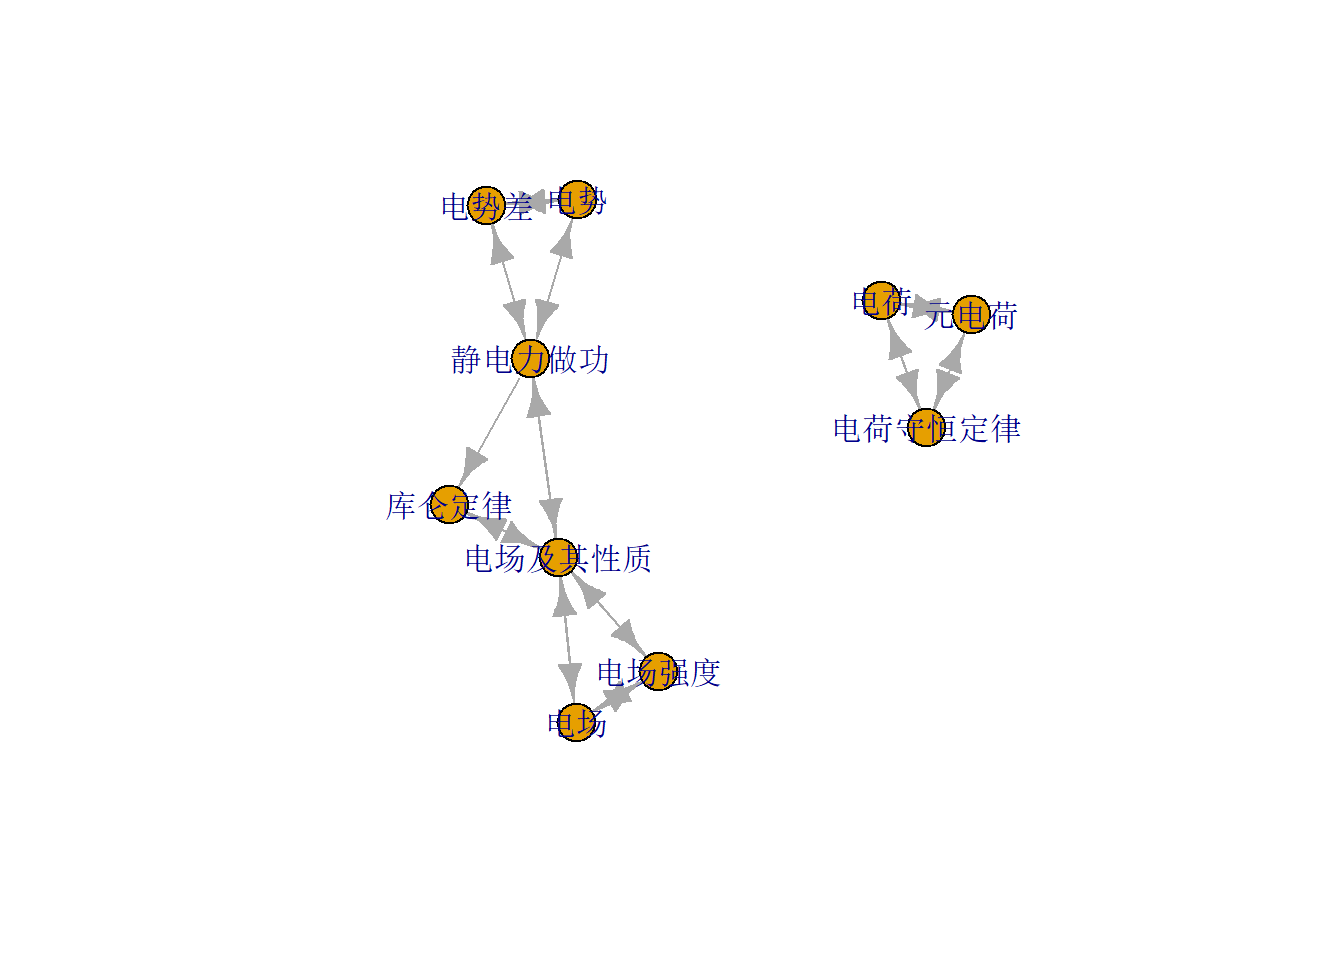 电势差
电势
电荷
元电荷
静电力做功
电荷守恒定律
库仑定律
电场及其性质
电场强度
电场